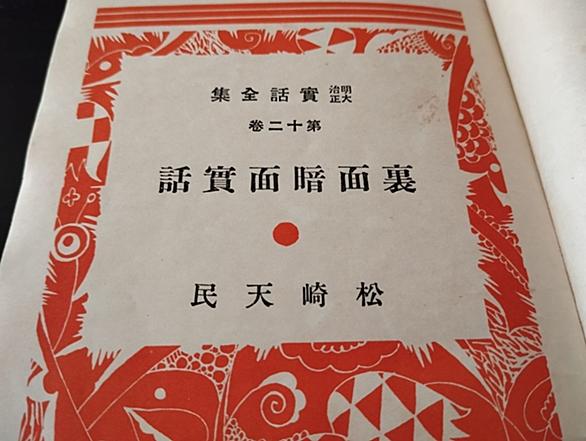 明治大正實話全集
第十二卷
裏面暗面實話
松崎天民